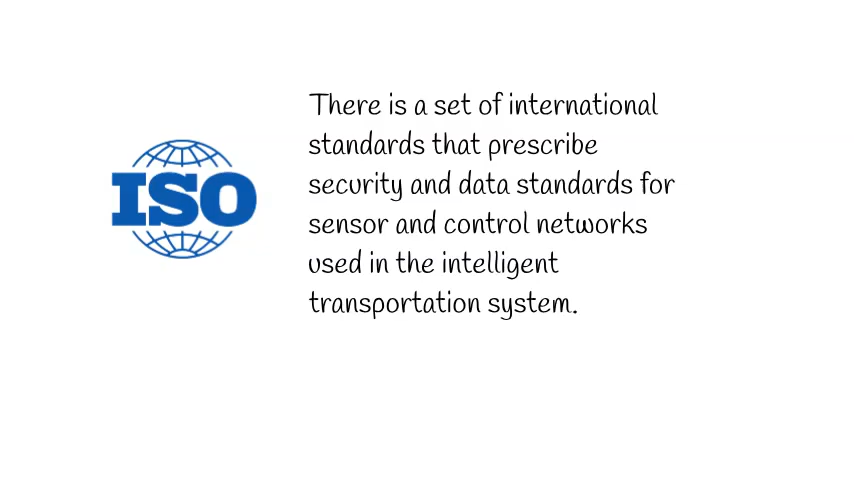 ISO
There is a set of international
standards that prescribe
security and data standards for
sensor and control networks
used in the intelligent
transportation system.